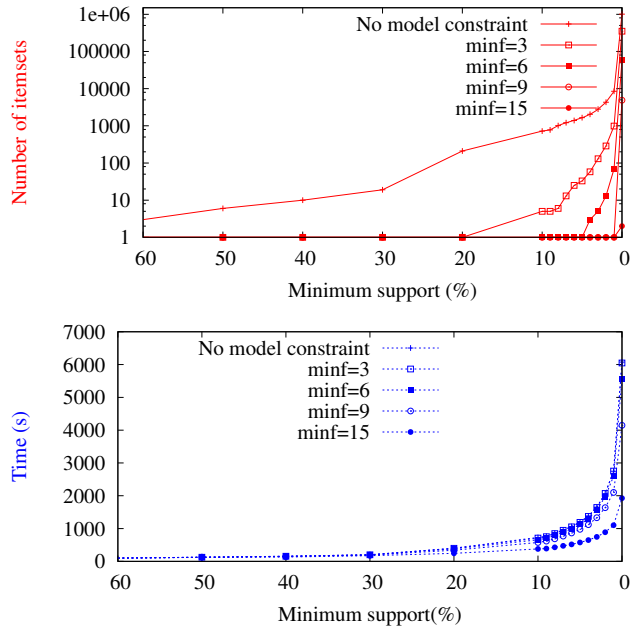 Number of itemsets
1e+06
100000
10000
1000
100
10
1
No model constraint
minf=3
minf=6
minf=9
minf=15
60 50 40 30 20 10 0
Minimum support (%)
Time (s)
7000
6000
5000
4000
3000
2000
1000
0
No model constraint
minf=3
minf=6
minf=9
minf=15
60 50 40 30 20 10 0
Minimum support(%)